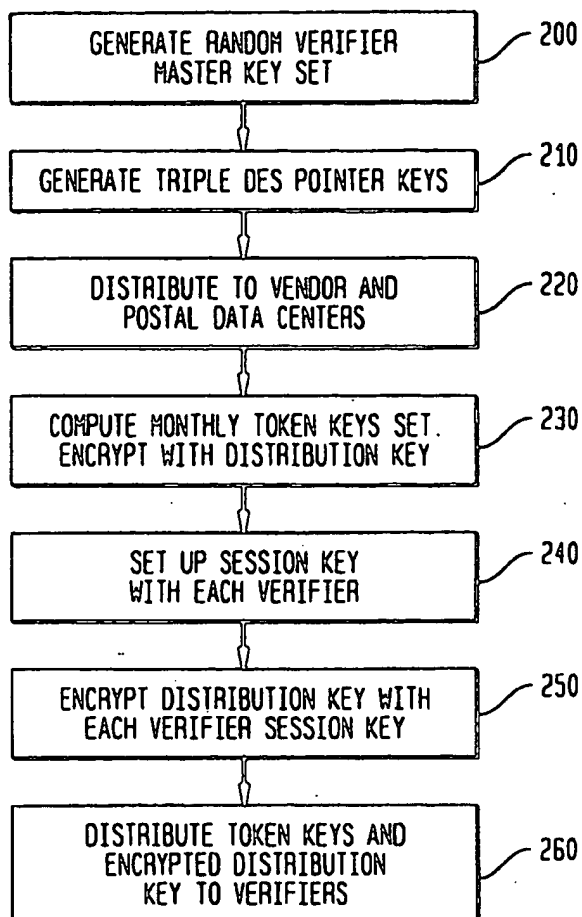 GENERATE RANDOM VERIFIER
MASTER KEY SET
200
GENERATE TRIPLE DES POINTER KEYS
210
DISTRIBUTE TO VENDOR AND
POSTAL DATA CENTERS
220
COMPUTE MONTHLY TOKEN KEYS SET.
ENCRYPT WITH DISTRIBUTION KEY
230
SET UP SESSION KEY
WITH EACH VERIFIER
240
ENCRYPT DISTRIBUTION KEY WITH
EACH VERIFIER SESSION KEY
250
DISTRIBUTE TOKEN KEYS AND
ENCRYPTED DISTRIBUTION
KEY TO VERIFIERS
260